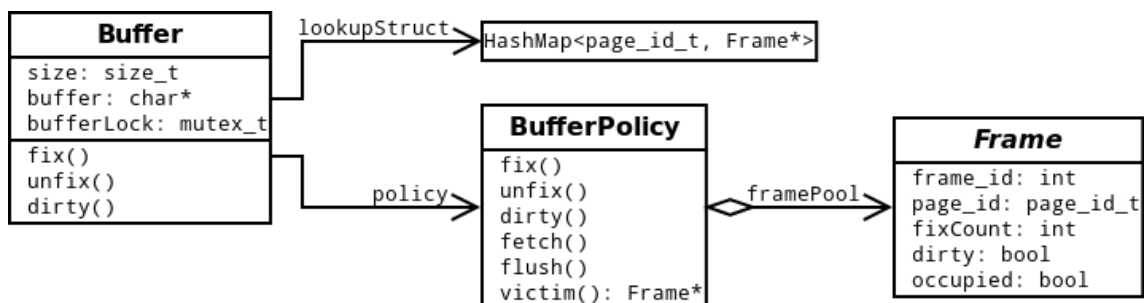 Buffer
size: size_t
buffer: char*
bufferLock: mutex_t
fix()
unfix()
dirty()
lookupStruct
HashMap<page_id_t, Frame*>
policy
BufferPolicy
fix()
unfix()
dirty()
fetch()
flush()
victim(): Frame*
framePool
Frame
frame_id: int
page_id: page_id_t
fixCount: int
dirty: bool
occupied: bool